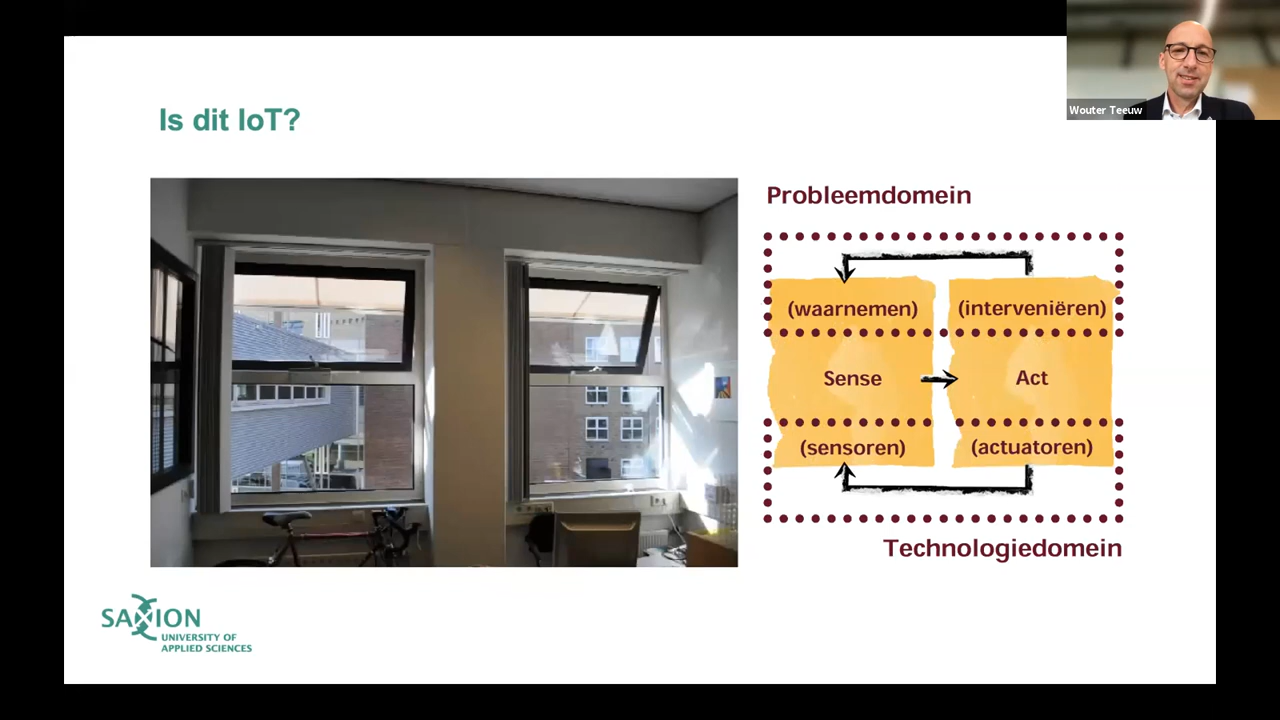 Wouter Teeuw
Is dit IoT?
Probleemdomein
(waarnemen)
(interveniëren)
Sense
Act
(sensoren)
(actuatoren)
Technologiedomein
SAXION
UNIVERSITY OF
APPLIED SCIENCES